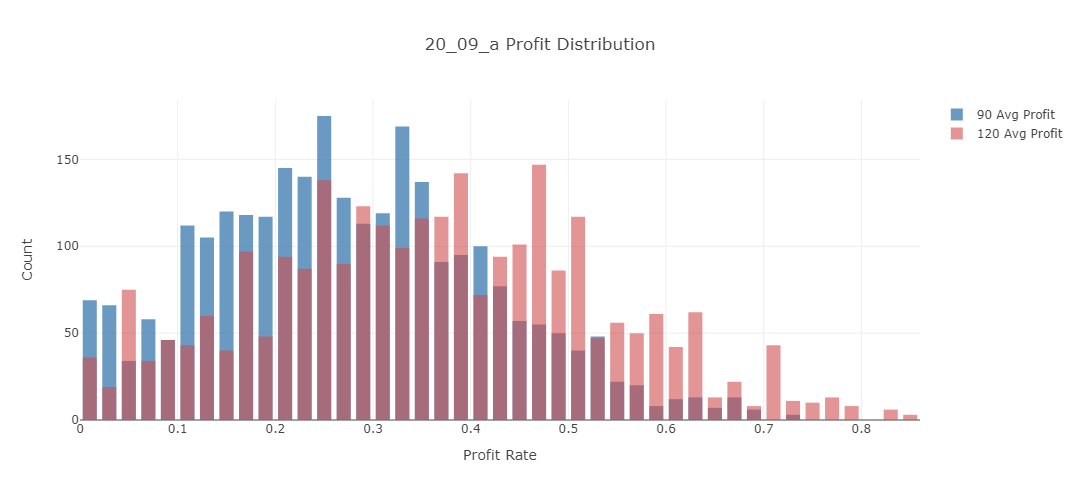 20_09_a Profit Distribution
90 Avg Profit
120 Avg Profit
Count
150
100
50
0
0 0.1 0.2 0.3 0.4 0.5 0.6 0.7 0.8
Profit Rate